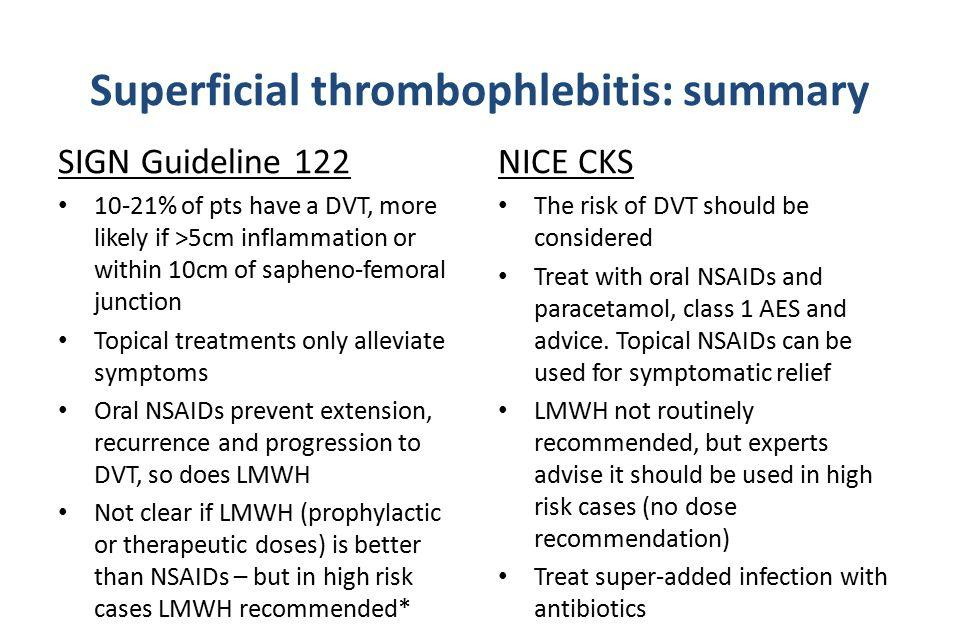 Superficial thrombophlebitis: summary
SIGN Guideline 122
• 10-21% of pts have a DVT, more
likely if >5cm inflammation or
within 10cm of sapheno-femoral
junction
• Topical treatments only alleviate
symptoms
• Oral NSAIDs prevent extension,
recurrence and progression to
DVT, so does LMWH
• Not clear if LMWH (prophylactic
or therapeutic doses) is better
than NSAIDs – but in high risk
cases LMWH recommended*
NICE CKS
• The risk of DVT should be
considered
• Treat with oral NSAIDs and
paracetamol, class 1 AES and
advice. Topical NSAIDs can be
used for symptomatic relief
• LMWH not routinely
recommended, but experts
advise it should be used in high
risk cases (no dose
recommendation)
• Treat super-added infection with
antibiotics